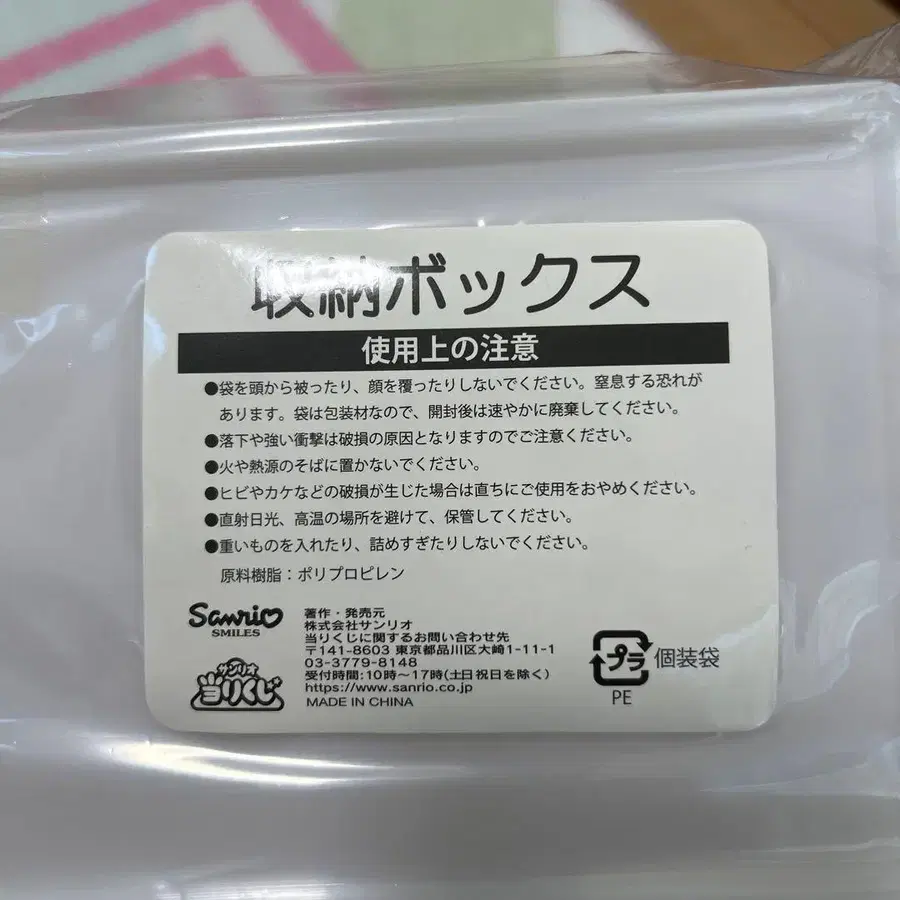 収納ボックス
使用上の注意
●袋を頭から被ったり、顔を覆ったりしないでください。窒息する恐れが
あります。袋は包装材なので、開封後は速やかに廃棄してください。
●落下や強い衝撃は破損の原因となりますのでご注意ください。
●火や熱源のそばに置かないでください。
●ヒビやカケなどの破損が生じた場合は直ちにご使用をおやめください。
●直射日光、高温の場所を避けて、保管してください。
●重いものを入れたり、詰めすぎたりしないでください。
原料樹脂：ポリプロピレン
Sanrio
SMILES
サンリオ
当りくじ
著作・発売元
株式会社サンリオ
当りくじに関するお問い合わせ先
〒141-8603 東京都品川区大崎1-11-1
03-3779-8148
受付時間:10時〜17時(土日祝日を除く)
https://www.sanrio.co.jp
MADE IN CHINA
プラ 個装袋
PE